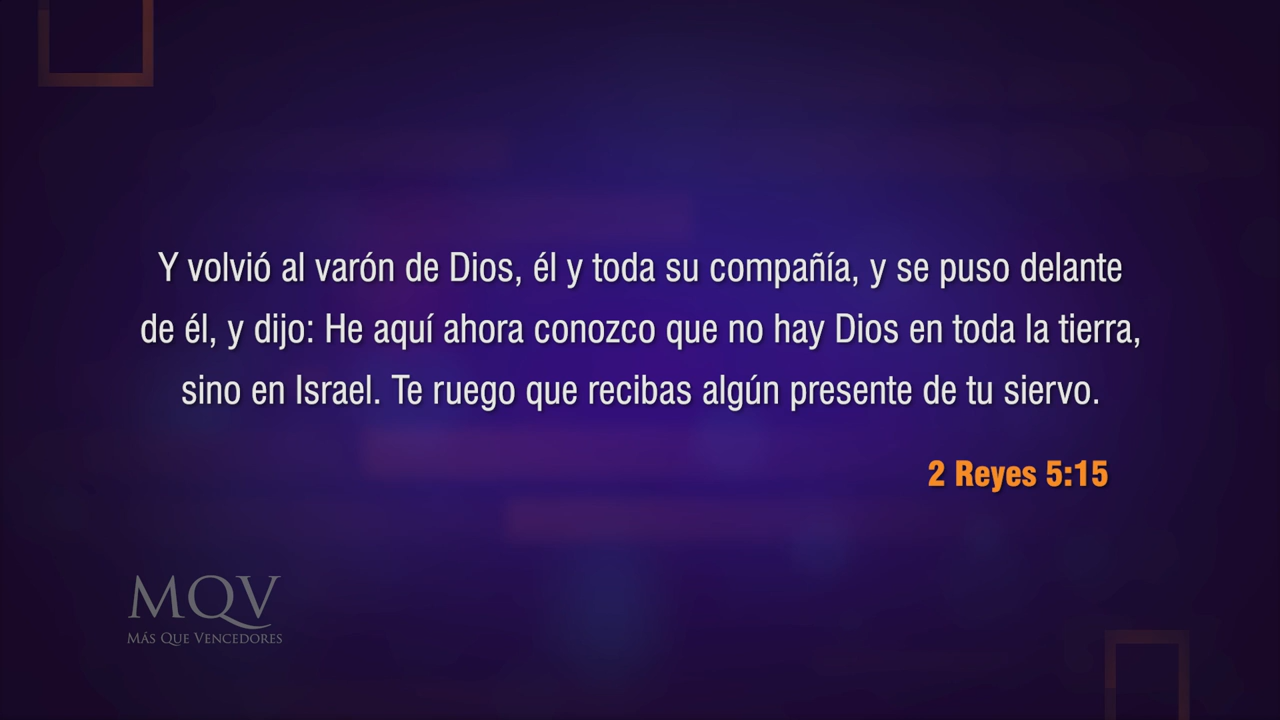 Y volvió al varón de Dios, él y toda su compañía, y se puso delante
de él, y dijo: He aquí ahora conozco que no hay Dios en toda la tierra,
sino en Israel. Te ruego que recibas algún presente de tu siervo.
2 Reyes 5:15
MQV
Más Que Vencedores